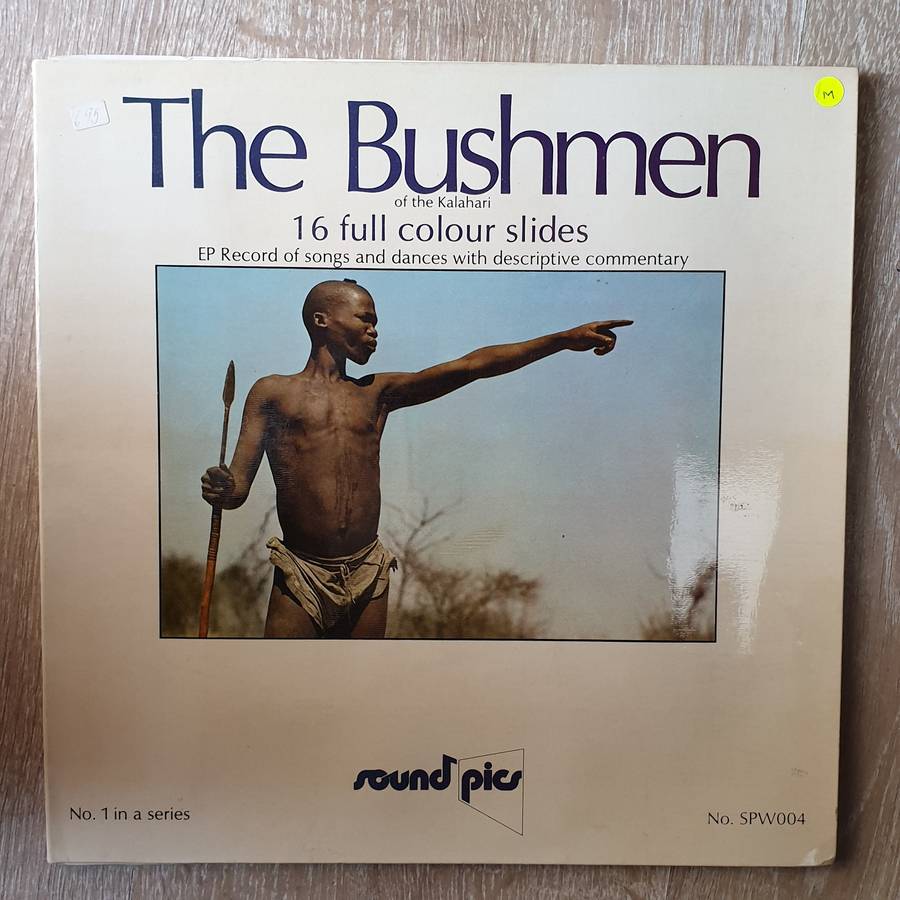 The Bushmen
of the Kalahari
16 full colour slides
EP Record of songs and dances with descriptive commentary
M
sound pics
No. 1 in a series
No. SPW004